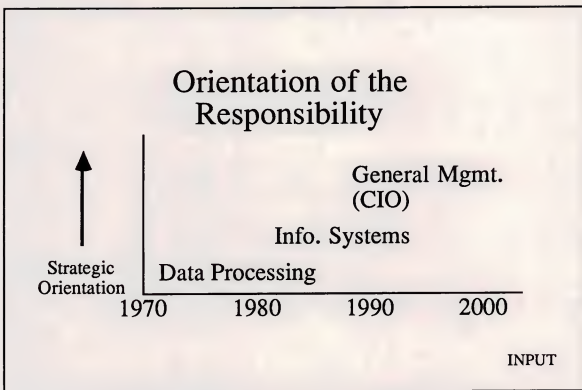 Orientation of the
Responsibility
General Mgmt.
(CIO)
Info. Systems
Strategic
Orientation
Data Processing
1970 1980 1990 2000
INPUT